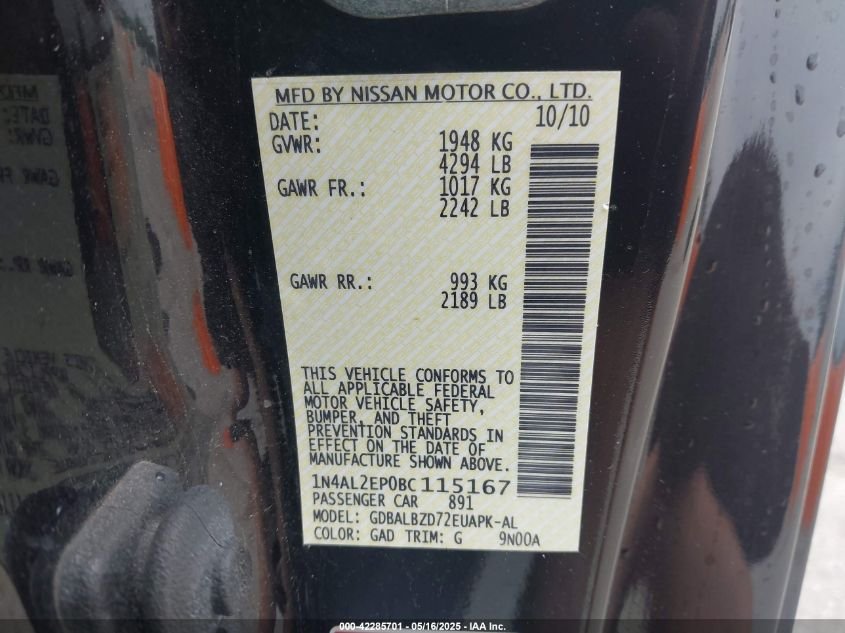 MFD BY NISSAN MOTOR CO., LTD.
DATE: 10/10
GVWR: 1948 KG
4294 LB
GAWR FR.: 1017 KG
2242 LB
GAWR RR.: 993 KG
2189 LB
THIS VEHICLE CONFORMS TO
ALL APPLICABLE FEDERAL
MOTOR VEHICLE SAFETY,
BUMPER, AND THEFT
PREVENTION STANDARDS IN
EFFECT ON THE DATE OF
MANUFACTURE SHOWN ABOVE.
1N4AL2EP0BC115167
PASSENGER CAR 891
MODEL: GDBALBZD72EUAPK-AL
COLOR: GAD TRIM: G 9N00A
000-42285701 - 05/16/2025 - IAA Inc.